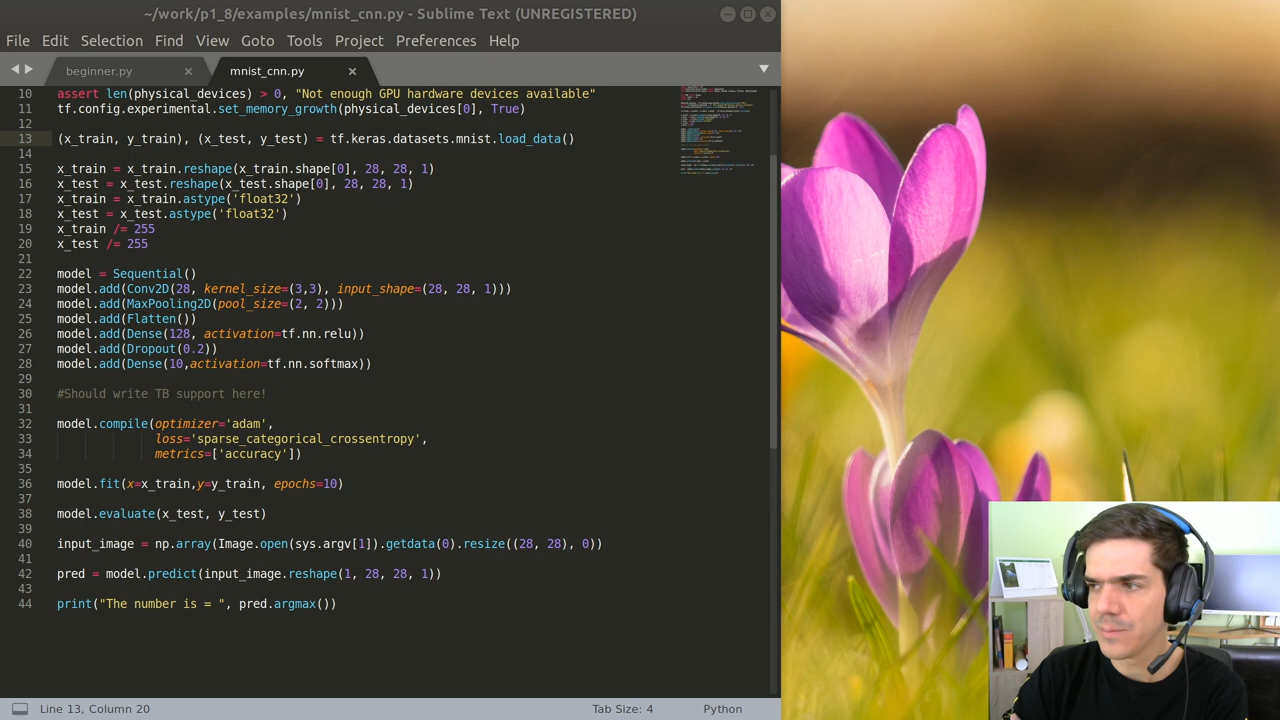 ~/work/p1_8/examples/mnist_cnn.py - Sublime Text (UNREGISTERED)
File Edit Selection Find View Goto Tools Project Preferences Help
beginner.py mnist_cnn.py
10 assert len(physical_devices) > 0, "Not enough GPU hardware devices available"
11 tf.config.experimental.set_memory_growth(physical_devices[0], True)
12
13 (x_train, y_train), (x_test, y_test) = tf.keras.datasets.mnist.load_data()
14
15 x_train = x_train.reshape(x_train.shape[0], 28, 28, 1)
16 x_test = x_test.reshape(x_test.shape[0], 28, 28, 1)
17 x_train = x_train.astype('float32')
18 x_test = x_test.astype('float32')
19 x_train /= 255
20 x_test /= 255
21
22 model = Sequential()
23 model.add(Conv2D(28, kernel_size=(3,3), input_shape=(28, 28, 1)))
24 model.add(MaxPooling2D(pool_size=(2, 2)))
25 model.add(Flatten())
26 model.add(Dense(128, activation=tf.nn.relu))
27 model.add(Dropout(0.2))
28 model.add(Dense(10,activation=tf.nn.softmax))
29
30 #Should write TB support here!
31
32 model.compile(optimizer='adam',
33 loss='sparse_categorical_crossentropy',
34 metrics=['accuracy'])
35
36 model.fit(x=x_train,y=y_train, epochs=10)
37
38 model.evaluate(x_test, y_test)
39
40 input_image = np.array(Image.open(sys.argv[1]).getdata(0).resize((28, 28), 0))
41
42 pred = model.predict(input_image.reshape(1, 28, 28, 1))
43
44 print("The number is = ", pred.argmax())
Line 13, Column 20 Tab Size: 4 Python